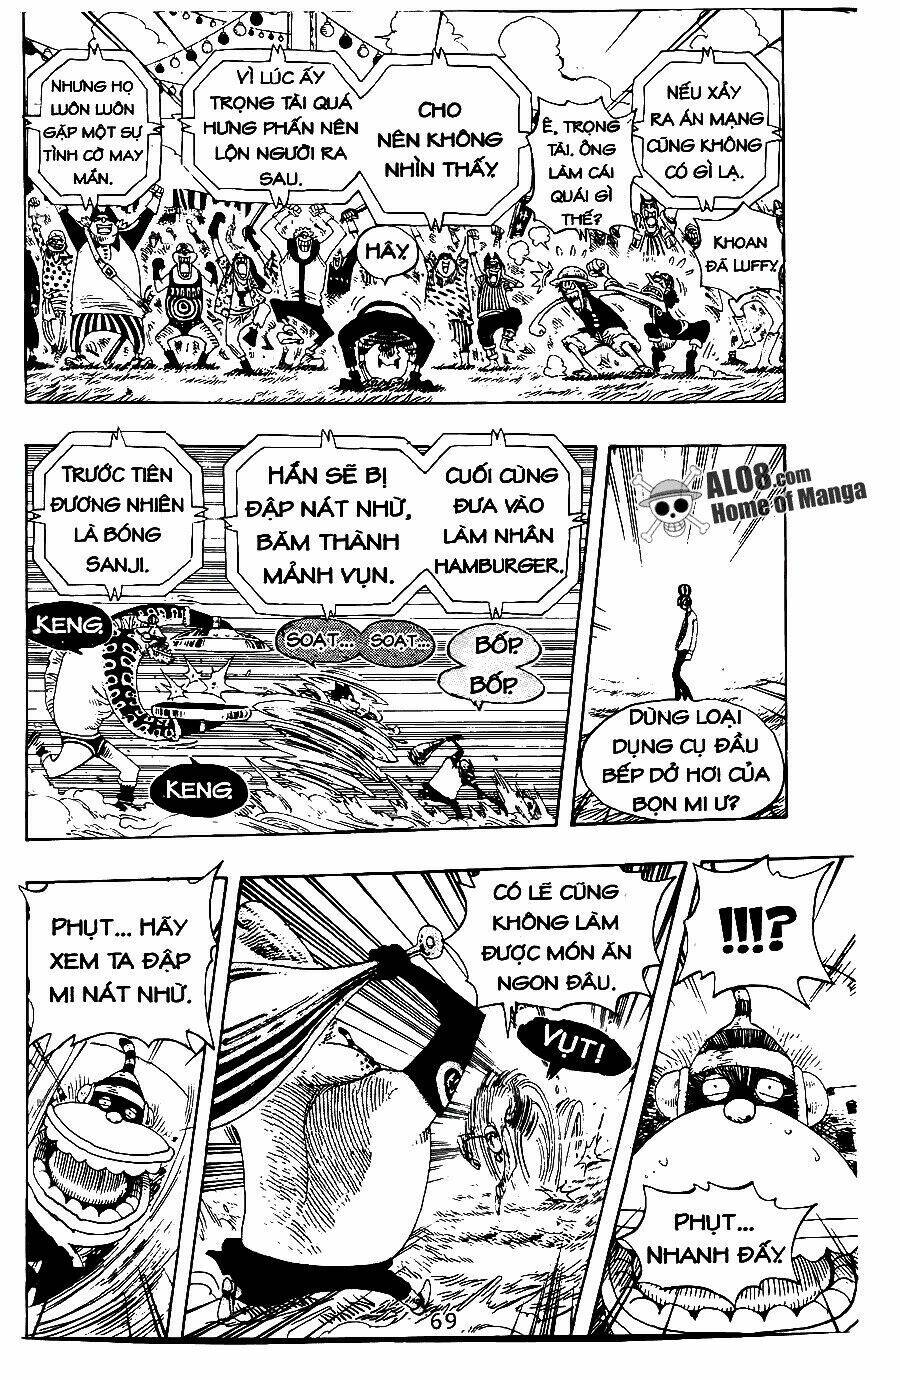 NHƯNG HỌ
LUÔN LUÔN
GẶP MỘT SỰ
TÌNH CỜ MAY
MẮN.
VÌ LÚC ẤY
TRỌNG TÀI QUÁ
HƯNG PHẤN NÊN
LỘN NGƯỜI RA
SAU.
CHO
NÊN KHÔNG
NHÌN THẤY.
HÂY.
Ê, TRỌNG
TÀI. ÔNG
LÀM CÁI
QUÁI GÌ
THẾ?
NẾU XẢY
RA ÁN MẠNG
CŨNG KHÔNG
CÓ GÌ LẠ.
KHOAN
ĐÃ LUFFY.
TRƯỚC TIÊN
ĐƯƠNG NHIÊN
LÀ BÓNG
SANJI.
HẮN SẼ BỊ
ĐẬP NÁT NHỪ,
BĂM THÀNH
MẢNH VỤN.
CUỐI CÙNG
ĐƯA VÀO
LÀM NHÂN
HAMBURGER.
KENG.
SOẠT... SOẠT...
BỐP.
BỐP.
KENG.
ALO8.com
Home of Manga
DÙNG LOẠI
DỤNG CỤ ĐẦU
BẾP DỞ HƠI CỦA
BỌN MI Ư?
PHỤT... HÃY
XEM TA ĐẬP
MI NÁT NHỪ.
CÓ LẼ CŨNG
KHÔNG LÀM
ĐƯỢC MÓN ĂN
NGON ĐÂU.
VỤT!
!!!?
PHỤT...
NHANH ĐẤY.
69